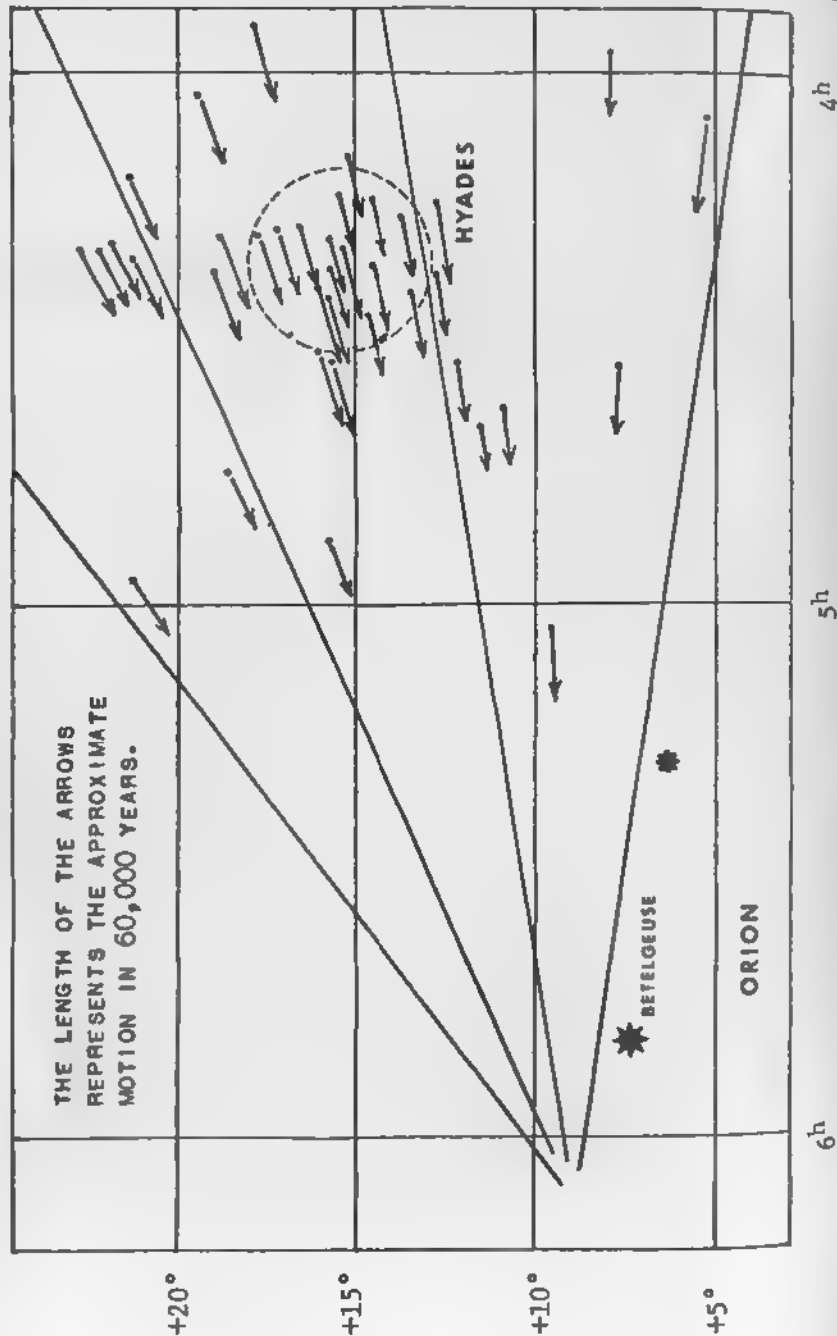 THE LENGTH OF THE ARROWS
REPRESENTS THE APPROXIMATE
MOTION IN 60,000 YEARS.
HYADES
BETELGEUSE
ORION
+20°
+15°
+10°
+5°
6h
5h
4h